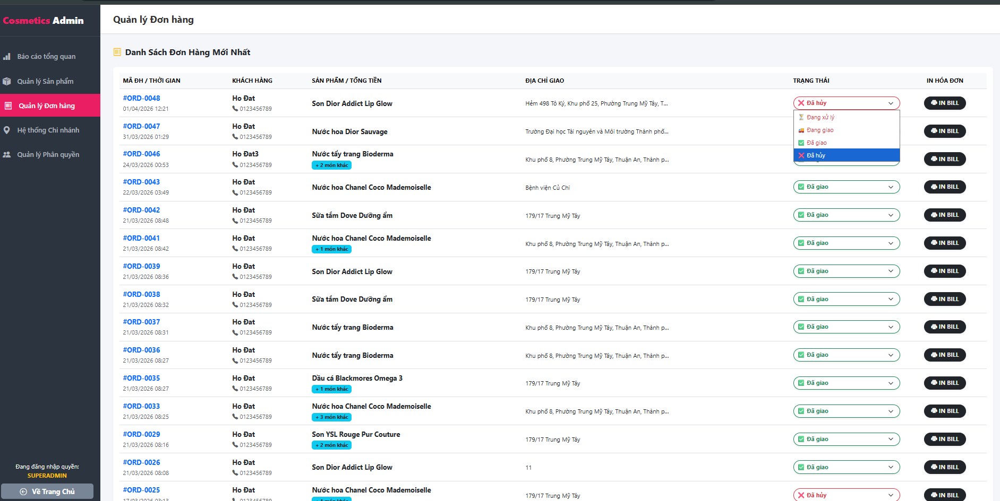 Cosmetics Admin
Quản lý Đơn hàng
Báo cáo tổng quan
Quản lý Sản phẩm
Quản lý Đơn hàng
Hệ thống Chi nhánh
Quản lý Phân quyền
Đang đăng nhập quyền:
SUPERADMIN
Về Trang Chủ
Danh Sách Đơn Hàng Mới Nhất
MÃ ĐH / THỜI GIAN KHÁCH HÀNG SẢN PHẨM / TỔNG TIỀN ĐỊA CHỈ GIAO TRẠNG THÁI IN HÓA ĐƠN
#ORD-0048 Ho Đat
Son Dior Addict Lip Glow Hẻm 498 Tô Ký, Khu phố 25, Phường Trung Mỹ Tây, T... Đã hủy IN BILL
01/04/2026 12:21 0123456789
Đang xử lý
Đang giao
Đã giao
Đã hủy
#ORD-0047 Ho Đat
Nước hoa Dior Sauvage Trường Đại học Tài nguyên và Môi trường Thành phố... IN BILL
31/03/2026 01:29 0123456789
#ORD-0046 Ho Đat3 Nước tẩy trang Bioderma
Khu phố 8, Phường Trung Mỹ Tây, Thuận An, Thành p... IN BILL
24/03/2026 00:53 0123456789 + 2 món khác
#ORD-0043 Ho Đat
Nước hoa Chanel Coco Mademoiselle Bệnh viện Củ Chi Đã giao IN BILL
22/03/2026 03:49 0123456789
#ORD-0042 Ho Đat
Sữa tắm Dove Dưỡng ẩm 179/17 Trung Mỹ Tây Đã giao IN BILL
21/03/2026 08:48 0123456789
#ORD-0041 Ho Đat Nước hoa Chanel Coco Mademoiselle
Khu phố 8, Phường Trung Mỹ Tây, Thuận An, Thành p... Đã giao IN BILL
21/03/2026 08:42 0123456789 + 1 món khác
#ORD-0039 Ho Đat
Son Dior Addict Lip Glow 179/17 Trung Mỹ Tây Đã giao IN BILL
21/03/2026 08:36 0123456789
#ORD-0038 Ho Đat
Sữa tắm Dove Dưỡng ẩm 179/17 Trung Mỹ Tây Đã giao IN BILL
21/03/2026 08:32 0123456789
#ORD-0037 Ho Đat
Nước tẩy trang Bioderma Khu phố 8, Phường Trung Mỹ Tây, Thuận An, Thành p... Đã giao IN BILL
21/03/2026 08:31 0123456789
#ORD-0036 Ho Đat
Nước tẩy trang Bioderma Khu phố 8, Phường Trung Mỹ Tây, Thuận An, Thành p... Đã giao IN BILL
21/03/2026 08:27 0123456789
#ORD-0035 Ho Đat Dầu cá Blackmores Omega 3
179/17 Trung Mỹ Tây Đã giao IN BILL
21/03/2026 08:27 0123456789 + 1 món khác
#ORD-0033 Ho Đat Nước hoa Chanel Coco Mademoiselle
Khu phố 8, Phường Trung Mỹ Tây, Thuận An, Thành p... Đã giao IN BILL
21/03/2026 08:25 0123456789 + 3 món khác
#ORD-0029 Ho Đat Son YSL Rouge Pur Couture
179/17 Trung Mỹ Tây Đã giao IN BILL
21/03/2026 08:16 0123456789 + 2 món khác
#ORD-0026 Ho Đat
Son Dior Addict Lip Glow 11 Đã giao IN BILL
21/03/2026 08:08 0123456789
#ORD-0025 Ho Đat Nước hoa Chanel Coco Mademoiselle
179/17 Trung Mỹ Tây Đã hủy IN BILL